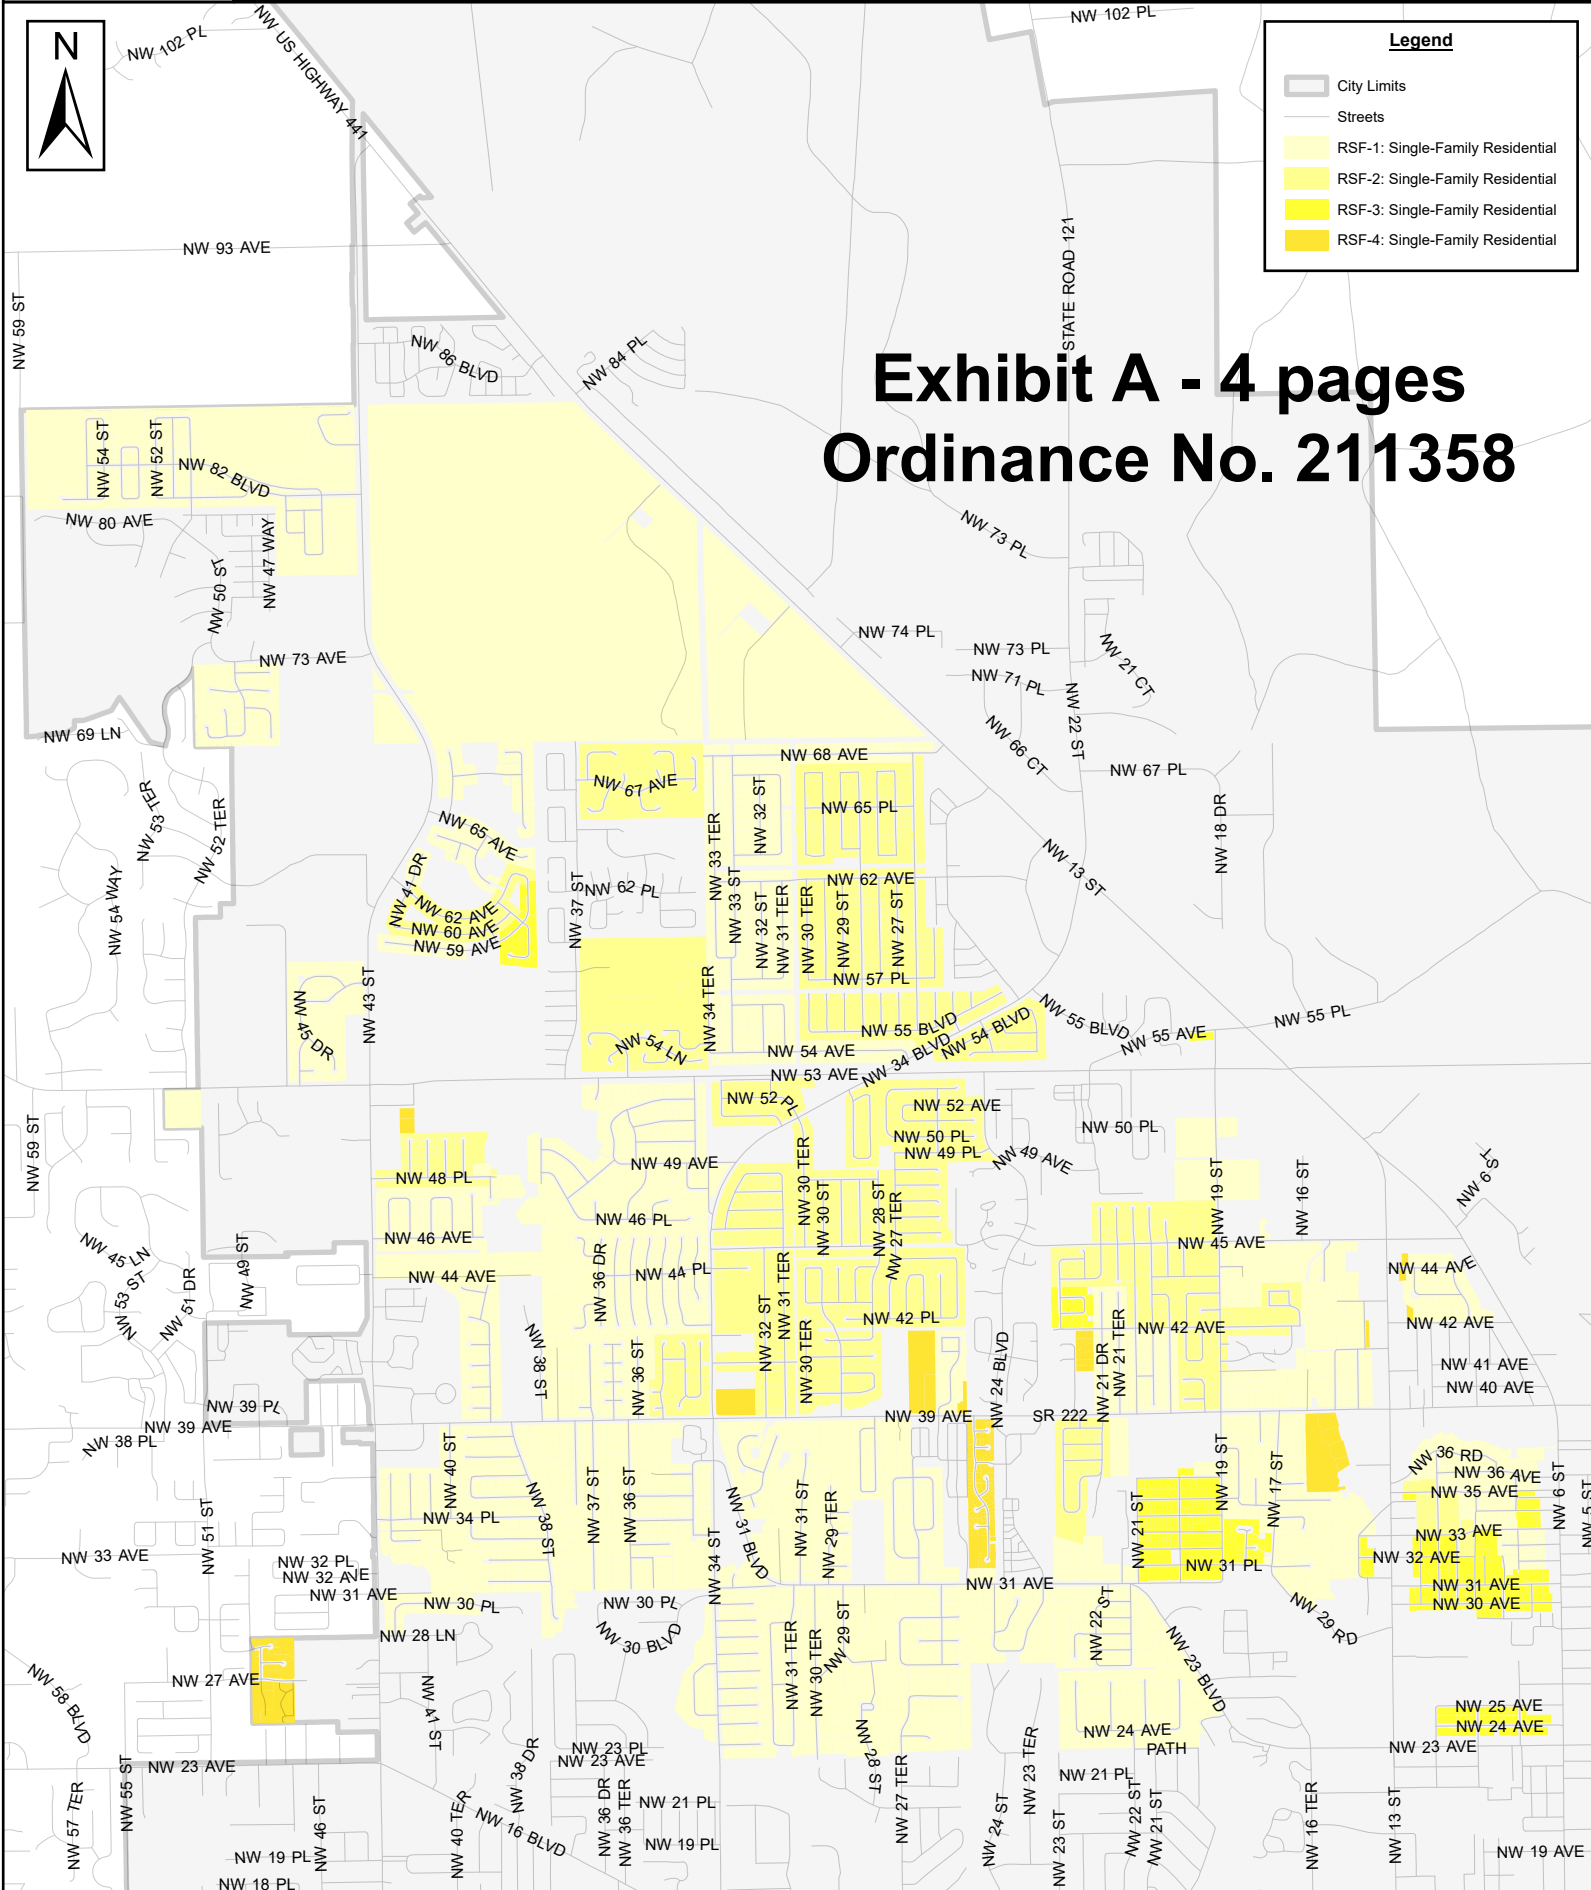 N
NW 102 PL
NW US HIGHWAY 441
NW 102 PL
Legend
City Limits
Streets
RSF-1: Single-Family Residential
RSF-2: Single-Family Residential
RSF-3: Single-Family Residential
RSF-4: Single-Family Residential
NW 93 AVE
STATE ROAD 121
NW 59 ST
NW 86 BLVD
NW 84 PL
Exhibit A - 4 pages
Ordinance No. 211358
NW 54 ST
NW 52 ST
NW 82 BLVD
NW 80 AVE
NW 47 WAY
NW 50 ST
NW 73 PL
NW 74 PL
NW 73 PL
NW 21 CT
NW 73 AVE
NW 71 PL
NW 22 ST
NW 69 LN
NW 66 CT
NW 68 AVE
NW 67 PL
NW 67 AVE
NW 32 ST
NW 65 PL
NW 53 TER
NW 52 TER
NW 65 AVE
NW 33 TER
NW 18 DR
NW 13 ST
NW 41 DR
NW 54 WAY
NW 37 ST
NW 62 PL
NW 62 AVE
NW 33 ST
NW 32 ST
NW 31 TER
NW 30 TER
NW 29 ST
NW 27 ST
NW 62 AVE
NW 60 AVE
NW 59 AVE
NW 57 PL
NW 43 ST
NW 45 DR
NW 34 TER
NW 55 BLVD
NW 54 BLVD
NW 55 BLVD
NW 55 AVE
NW 55 PL
NW 54 LN
NW 54 AVE
NW 34 BLVD
NW 53 AVE
NW 52 PL
NW 52 AVE
NW 59 ST
NW 50 PL
NW 50 PL
NW 49 PL
NW 49 AVE
NW 49 AVE
NW 48 PL
NW 30 TER
NW 30 ST
NW 28 ST
NW 27 TER
NW 19 ST
NW 16 ST
NW 6 ST
NW 46 PL
NW 46 AVE
NW 45 AVE
NW 45 LN
NW 49 ST
NW 53 ST
NW 51 DR
NW 44 AVE
NW 36 DR
NW 44 PL
NW 44 AVE
NW 32 ST
NW 31 TER
NW 30 TER
NW 42 PL
NW 42 AVE
NW 42 AVE
NW 38 ST
NW 36 ST
NW 24 BLVD
NW 21 DR
NW 21 TER
NW 41 AVE
NW 40 AVE
NW 39 PL
NW 39 AVE
NW 38 PL
NW 39 AVE
SR 222
NW 40 ST
NW 38 ST
NW 37 ST
NW 36 ST
NW 31 BLVD
NW 31 ST
NW 29 TER
NW 19 ST
NW 17 ST
NW 36 RD
NW 36 AVE
NW 35 AVE
NW 6 ST
NW 5 ST
NW 51 ST
NW 34 PL
NW 21 ST
NW 33 AVE
NW 33 AVE
NW 32 PL
NW 32 AVE
NW 31 AVE
NW 34 ST
NW 31 AVE
NW 31 PL
NW 32 AVE
NW 31 AVE
NW 30 AVE
NW 30 PL
NW 30 PL
NW 30 BLVD
NW 28 LN
NW 29 ST
NW 31 TER
NW 30 TER
NW 22 ST
NW 29 RD
NW 23 BLVD
NW 27 AVE
NW 58 BLVD
NW 41 ST
NW 25 AVE
NW 24 AVE
NW 24 AVE
PATH
NW 38 DR
NW 23 PL
NW 23 AVE
NW 28 ST
NW 23 TER
NW 23 AVE
NW 23 AVE
NW 55 ST
NW 57 TER
NW 46 ST
NW 40 TER
NW 16 BLVD
NW 36 DR
NW 36 TER
NW 21 PL
NW 19 PL
NW 27 TER
NW 24 ST
NW 23 ST
NW 21 PL
NW 22 ST
NW 21 ST
NW 16 TER
NW 13 ST
NW 19 AVE
NW 19 PL
NW 18 PL